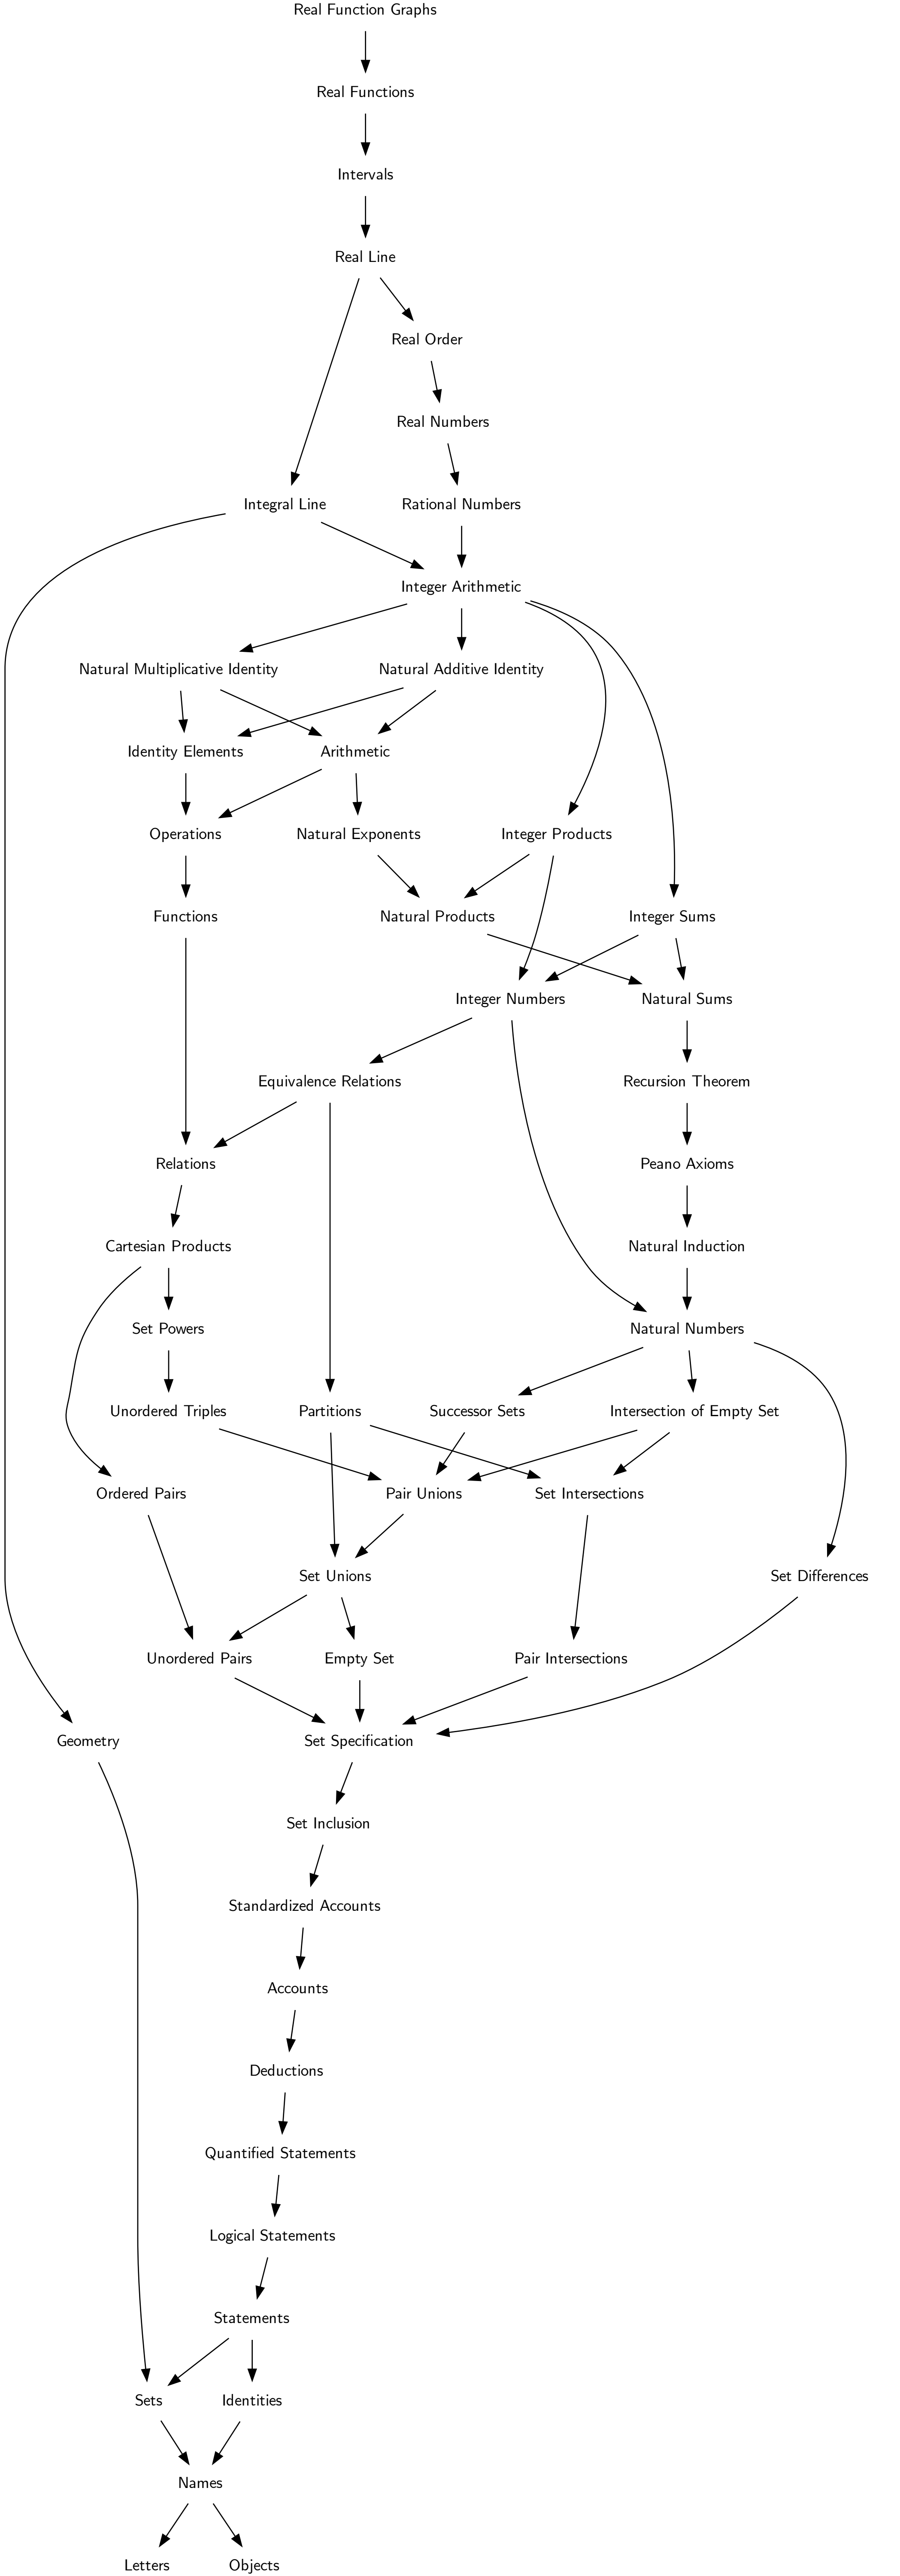 Real Function Graphs
Real Functions
Intervals
Real Line
Real Order
Real Numbers
Integral Line
Rational Numbers
Integer Arithmetic
Natural Multiplicative Identity
Natural Additive Identity
Identity Elements
Arithmetic
Operations
Natural Exponents
Integer Products
Functions
Natural Products
Integer Sums
Integer Numbers
Natural Sums
Equivalence Relations
Recursion Theorem
Relations
Peano Axioms
Cartesian Products
Natural Induction
Set Powers
Natural Numbers
Unordered Triples
Partitions
Successor Sets
Intersection of Empty Set
Ordered Pairs
Pair Unions
Set Intersections
Set Unions
Set Differences
Unordered Pairs
Empty Set
Pair Intersections
Geometry
Set Specification
Set Inclusion
Standardized Accounts
Accounts
Deductions
Quantified Statements
Logical Statements
Statements
Sets
Identities
Names
Letters
Objects